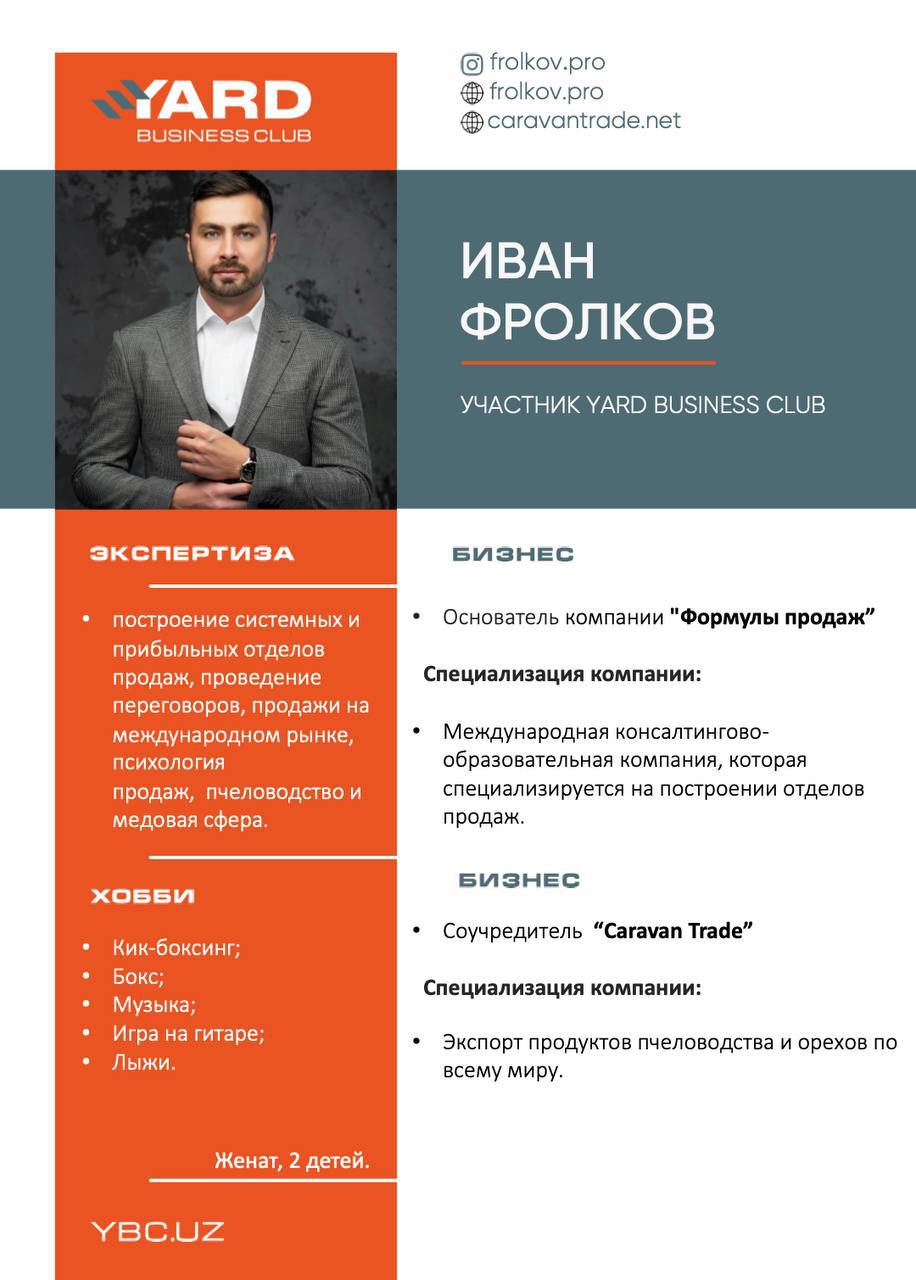 YARD
BUSINESS CLUB
frolkov.pro
frolkov.pro
caravantrade.net
ИВАН
ФРОЛКОВ
УЧАСТНИК YARD BUSINESS CLUB
ЭКСПЕРТИЗА
• построение системных и
прибыльных отделов
продаж, проведение
переговоров, продажи на
международном рынке,
психология
продаж,  пчеловодство и
медовая сфера.
ХОББИ
• Кик-боксинг;
• Бокс;
• Музыка;
• Игра на гитаре;
• Лыжи.
Женат, 2 детей.
YBC.UZ
БИЗНЕС
• Основатель компании "Формулы продаж”
Специализация компании:
• Международная консалтингово-
образовательная компания, которая
специализируется на построении отделов
продаж.
БИЗНЕС
• Соучредитель  “Caravan Trade”
Специализация компании:
• Экспорт продуктов пчеловодства и орехов по
всему миру.